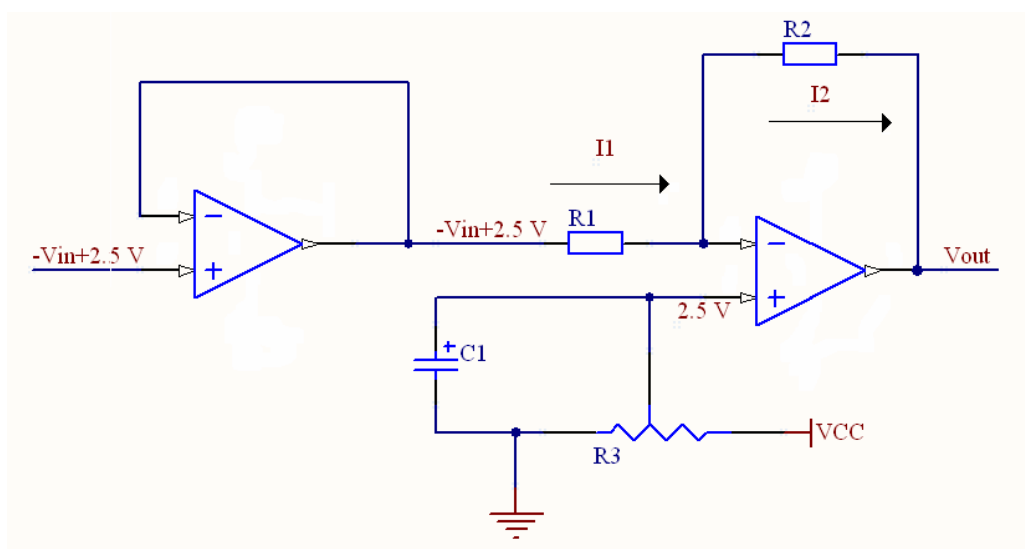 R2
I2
I1
-
-Vin+2.5 V
+
-Vin+2.5 V
R1
-
+
Vout
2.5 V
+
C1
R3
VCC